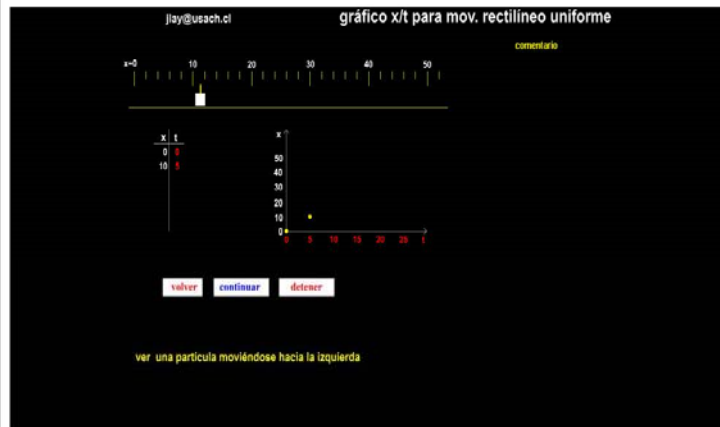 jlay@usach.cl
gráfico x/t para mov. rectilíneo uniforme
comentario
x=0 10 20 30 40 50
x t
0 0
10 5
x
50
40
30
20
10
0
0 5 10 15 20 25 t
volver continuar detener
ver una partícula moviéndose hacia la izquierda